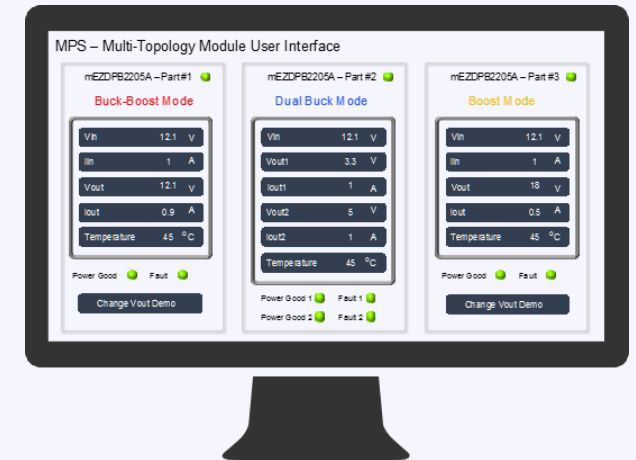 MPS – Multi-Topology Module User Interface
mEZDPB2205A – Part #1
Buck-Boost Mode
Vin 12.1 V
Iin 1 A
Vout 12.1 V
Iout 0.9 A
Temperature 45 °C
Power Good Fault
Change Vout Demo
mEZDPB2205A – Part #2
Dual Buck Mode
Vin 12.1 V
Vout1 3.3 V
Iout1 1 A
Vout2 5 V
Iout2 1 A
Temperature 45 °C
Power Good 1 Fault 1
Power Good 2 Fault 2
mEZDPB2205A – Part #3
Boost Mode
Vin 12.1 V
Iin 1 A
Vout 18 V
Iout 0.5 A
Temperature 45 °C
Power Good Fault
Change Vout Demo